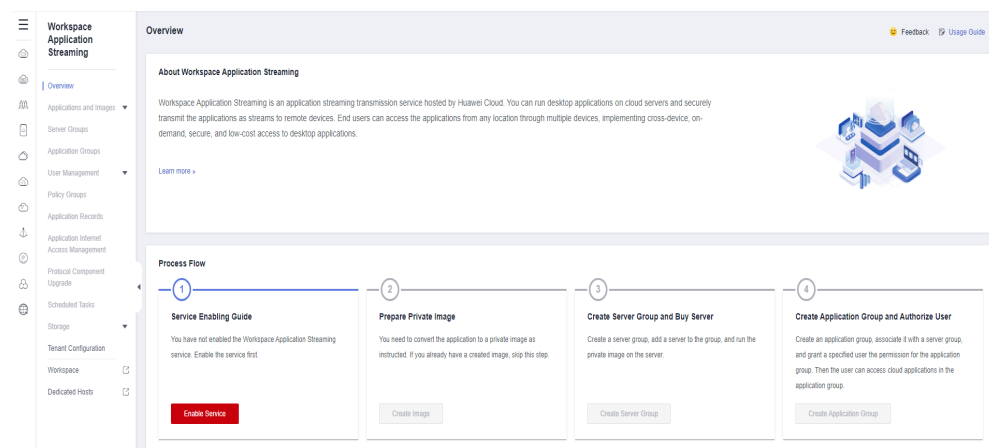 Workspace
Application
Streaming
Overview
Applications and Images
Server Groups
Application Groups
User Management
Policy Groups
Application Records
Application Internet
Access Management
Protocol Component
Upgrade
Scheduled Tasks
Storage
Tenant Configuration
Workspace
Dedicated Hosts
Overview
Feedback
Usage Guide
About Workspace Application Streaming
Workspace Application Streaming is an application streaming transmission service hosted by Huawei Cloud. You can run desktop applications on cloud servers and securely
transmit the applications as streams to remote devices. End users can access the applications from any location through multiple devices, implementing cross-device, on-
demand, secure, and low-cost access to desktop applications.
Learn more »
Process Flow
1
Service Enabling Guide
You have not enabled the Workspace Application Streaming
service. Enable the service first.
Enable Service
2
Prepare Private Image
You need to convert the application to a private image as
instructed. If you already have a created image, skip this step.
Create Image
3
Create Server Group and Buy Server
Create a server group, add a server to the group, and run the
private image on the server.
Create Server Group
4
Create Application Group and Authorize User
Create an application group, associate it with a server group,
and grant a specified user the permission for the application
group. Then the user can access cloud applications in the
application group.
Create Application Group